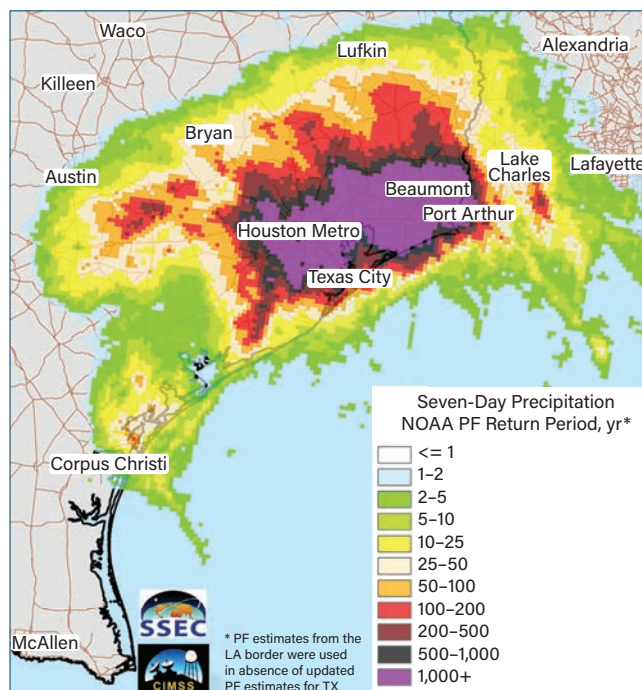 Waco
Lufkin
Alexandria
Killeen
Bryan
Austin
Lake
Charles
Lafayette
Beaumont
Port Arthur
Houston Metro
Texas City
Corpus Christi
McAllen
Seven-Day Precipitation
NOAA PF Return Period, yr*
<= 1
1–2
2–5
5–10
10–25
25–50
50–100
100–200
200–500
500–1,000
1,000+
SSEC
CIMSS
* PF estimates from the
LA border were used
in absence of updated
PF estimates for TX